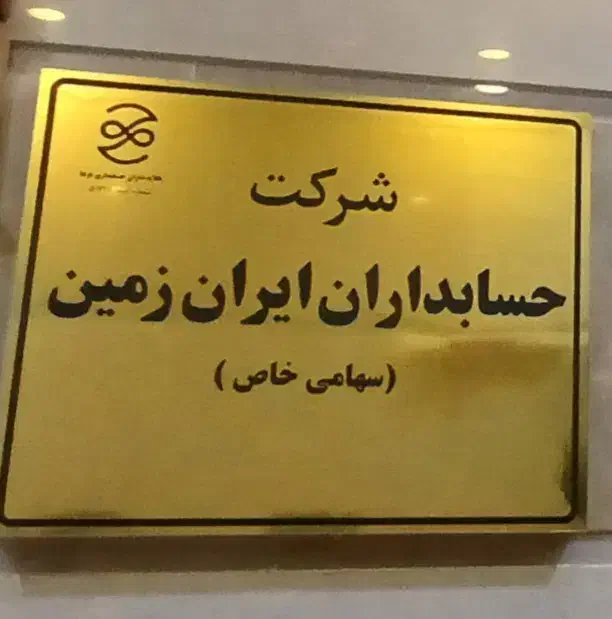 شرکت
حسابداران ایران زمین
(سهامی خاص)